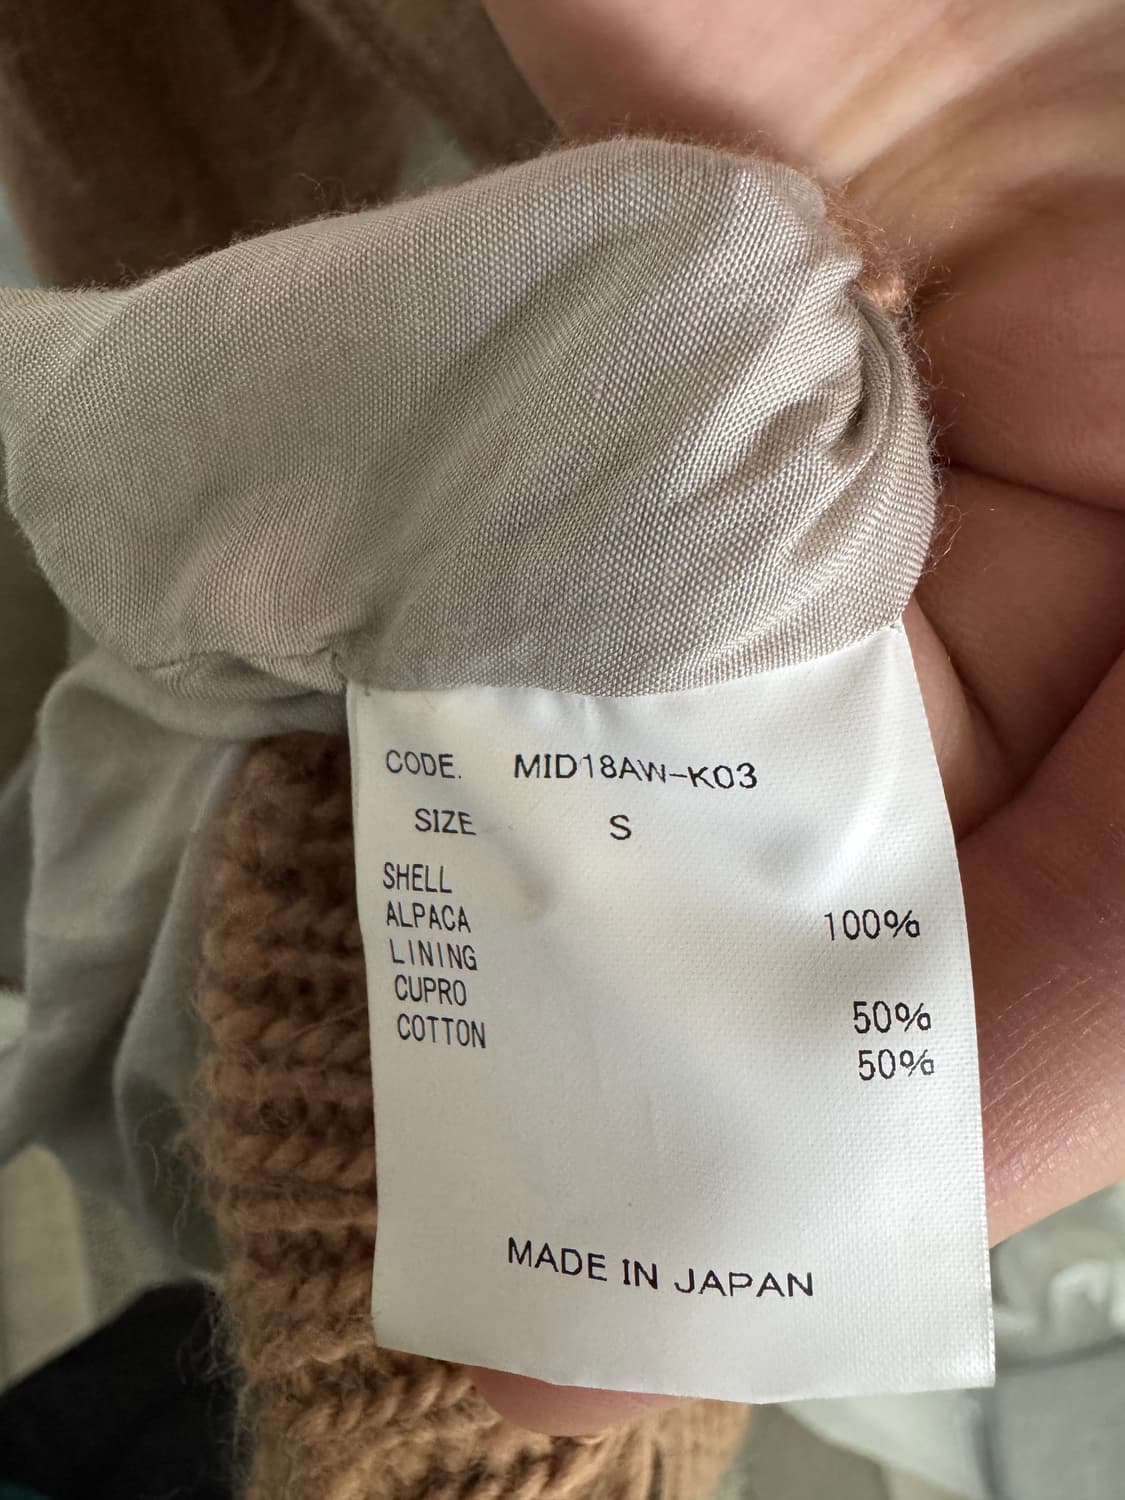 CODE. MID18AW-K03
SIZE S
SHELL
ALPACA 100%
LINING
CUPRO 50%
COTTON 50%
MADE IN JAPAN